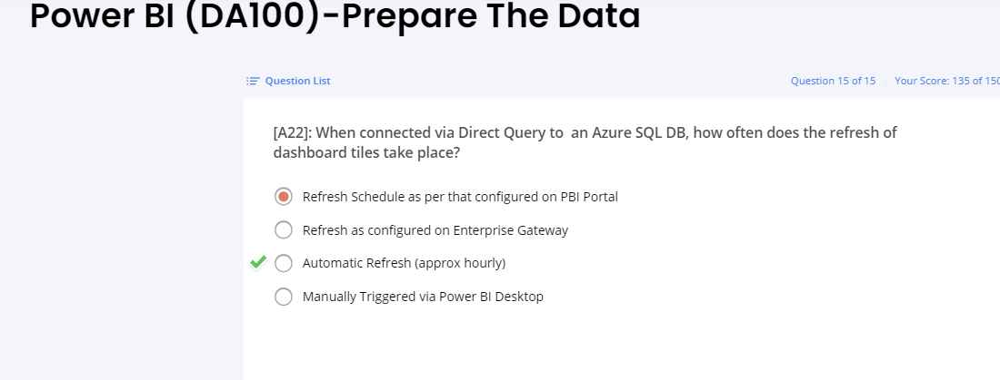 Power BI (DA100)-Prepare The Data
Question List
Question 15 of 15
Your Score: 135 of 150
[A22]: When connected via Direct Query to an Azure SQL DB, how often does the refresh of
dashboard tiles take place?
Refresh Schedule as per that configured on PBI Portal
Refresh as configured on Enterprise Gateway
Automatic Refresh (approx hourly)
Manually Triggered via Power BI Desktop